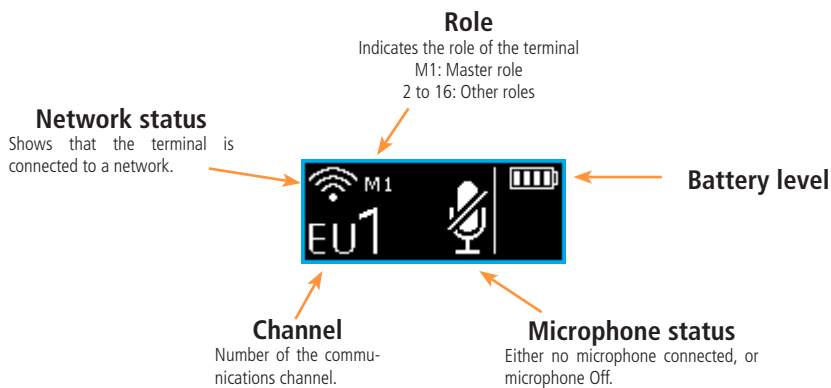 Role
Indicates the role of the terminal
M1: Master role
2 to 16: Other roles
Network status
Shows that the terminal is
connected to a network.
M1
EU1
Battery level
Channel
Number of the commu-
nications channel.
Microphone status
Either no microphone connected, or
microphone Off.